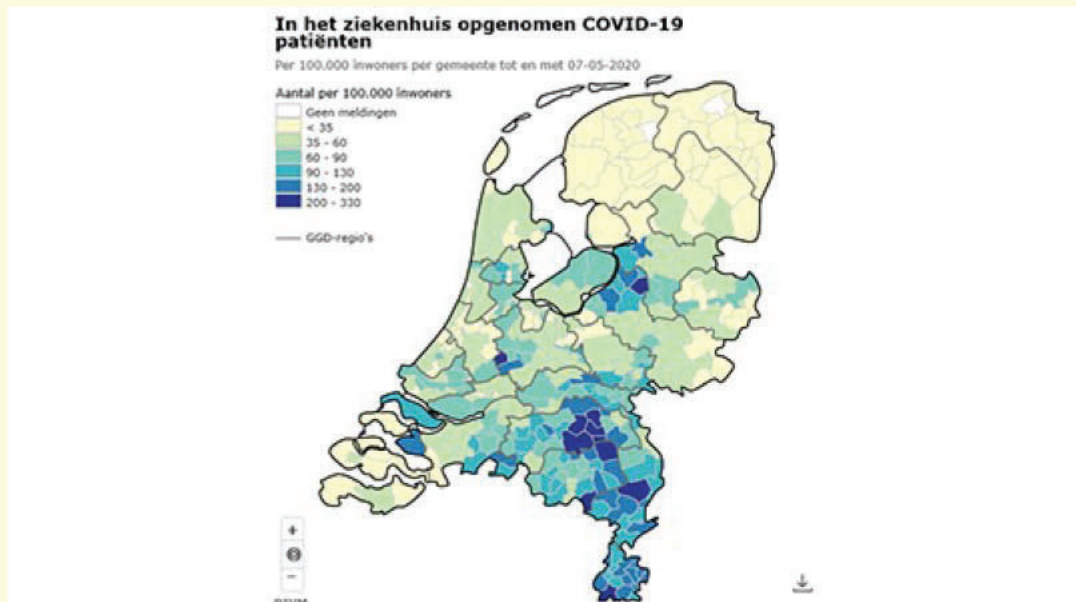 In het ziekenhuis opgenomen COVID-19
patiënten
Per 100.000 inwoners per gemeente tot en met 07-05-2020
Aantal per 100.000 inwoners
Geen meldingen
< 35
35 - 60
60 - 90
90 - 130
130 - 200
200 - 330
GGD-regio's
+
−